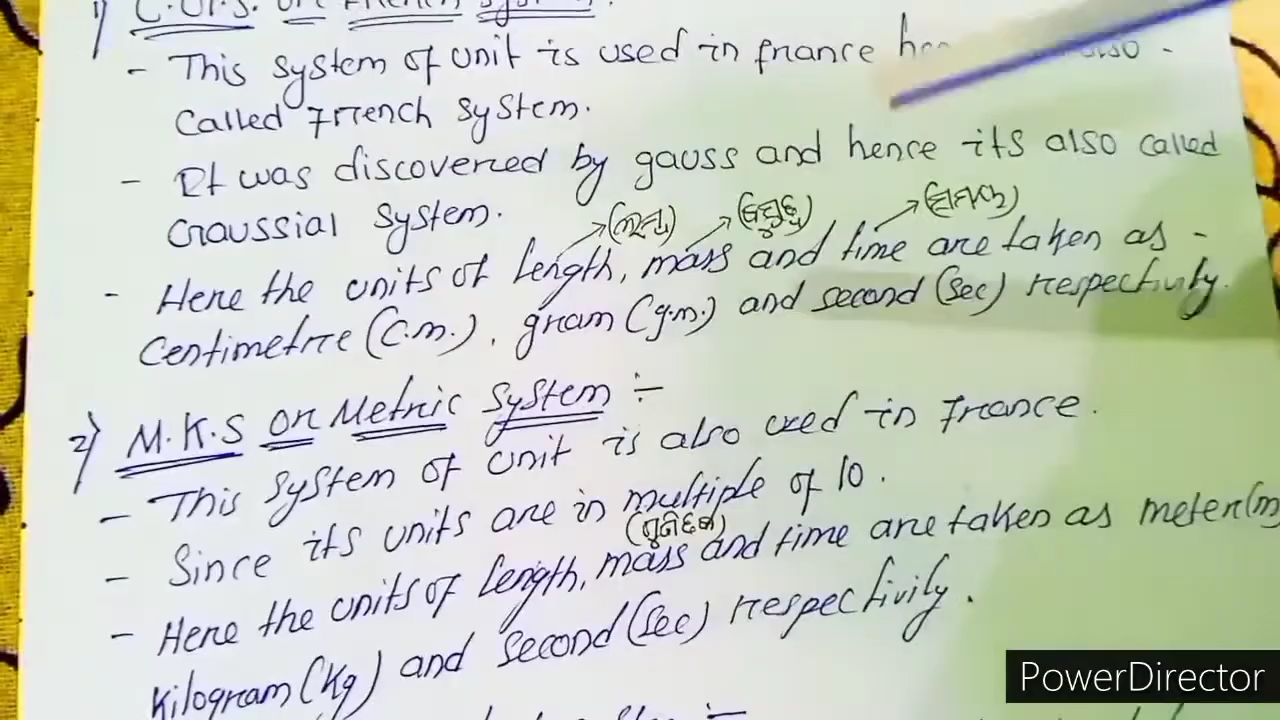 1) C.G.S. or French System:
- This System of unit is used in france also -
Called French System.
- It was discovered by gauss and hence its also called
Gaussial System.
- Here the units of length, mass and time are taken as -
Centimetre (C.m.), gram (g.m.) and second (Sec) respectivily.
2) M.K.S or Metric System :-
- This System of unit is also used in France.
- Since its units are in multiple of 10.
(ଗୁଣିତକ)
- Here the units of length, mass and time are taken as meter(m
Kilogram (Kg) and second (Sec) respectivily.
PowerDirector